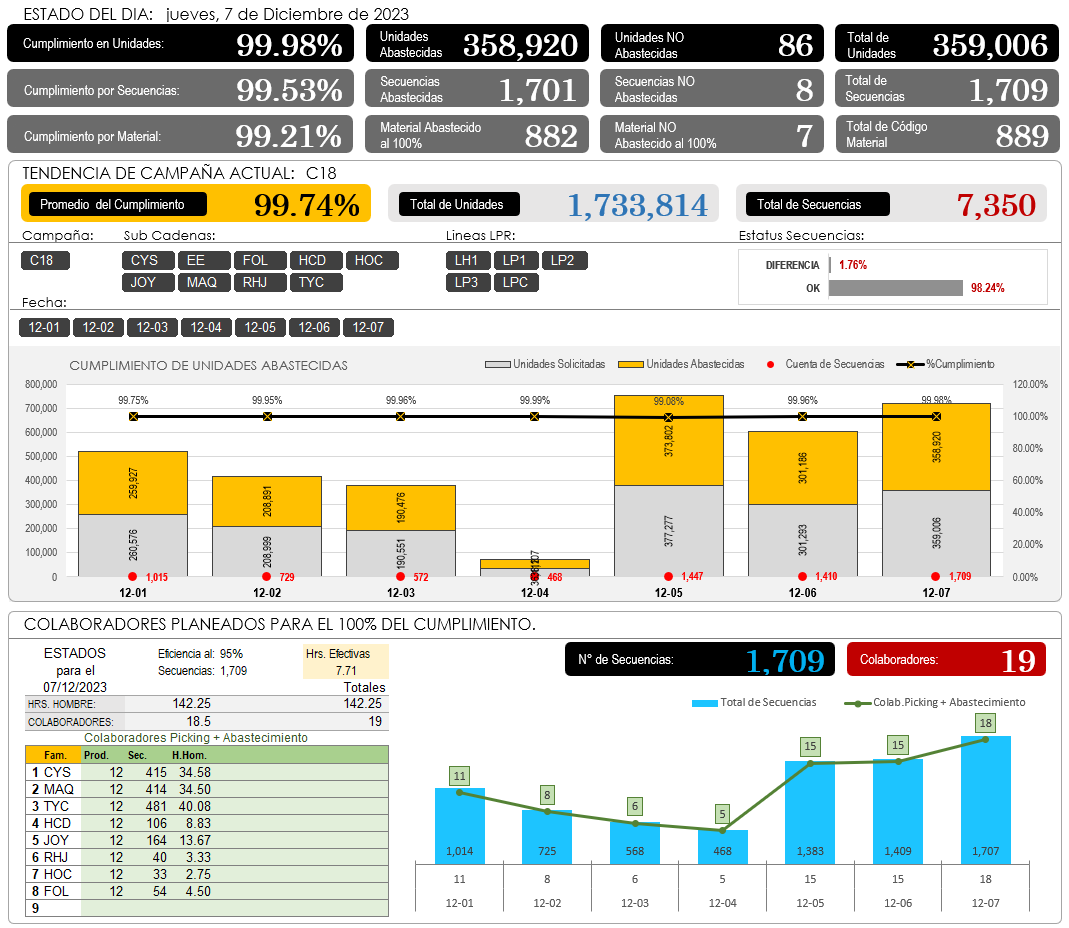 ESTADO DEL DIA: jueves, 7 de Diciembre de 2023
Cumplimiento en Unidades: 99.98%
Unidades Abastecidas 358,920
Unidades NO Abastecidas 86
Total de Unidades 359,006
Cumplimiento por Secuencias: 99.53%
Secuencias Abastecidas 1,701
Secuencias NO Abastecidas 8
Total de Secuencias 1,709
Cumplimiento por Material: 99.21%
Material Abastecido al 100% 882
Material NO Abastecido al 100% 7
Total de Código Material 889
TENDENCIA DE CAMPAÑA ACTUAL: C18
Promedio del Cumplimiento 99.74%
Total de Unidades 1,733,814
Total de Secuencias 7,350
Campaña: Sub Cadenas: Lineas LPR: Estatus Secuencias:
C18 CYS EE FOL HCD HOC LH1 LP1 LP2
JOY MAQ RHJ TYC LP3 LPC
DIFERENCIA 1.76%
OK 98.24%
Fecha:
12-01 12-02 12-03 12-04 12-05 12-06 12-07
CUMPLIMIENTO DE UNIDADES ABASTECIDAS
Unidades Solicitadas Unidades Abastecidas Cuenta de Secuencias %Cumplimiento
800,000 120.00%
700,000 100.00%
600,000 80.00%
500,000
400,000 60.00%
300,000 40.00%
200,000
100,000 20.00%
0 0.00%
99.75% 99.95% 99.96% 99.99% 99.08% 99.96% 99.98%
259,927 208,891 190,476 373,802 301,186 358,920
260,576 208,999 190,551 377,277 301,293 359,006
1,015 729 572 468 1,447 1,410 1,709
12-01 12-02 12-03 12-04 12-05 12-06 12-07
COLABORADORES PLANEADOS PARA EL 100% DEL CUMPLIMIENTO.
ESTADOS
para el
07/12/2023
Eficiencia al: 95%
Secuencias: 1,709
Hrs. Efectivas
7.71
Totales
HRS. HOMBRE: 142.25 142.25
COLABORADORES: 18.5 19
Colaboradores Picking + Abastecimiento
Fam. Prod. Sec. H.Hom.
1 CYS 12 415 34.58
2 MAQ 12 414 34.50
3 TYC 12 481 40.08
4 HCD 12 106 8.83
5 JOY 12 164 13.67
6 RHJ 12 40 3.33
7 HOC 12 33 2.75
8 FOL 12 54 4.50
9
N° de Secuencias: 1,709
Colaboradores: 19
Total de Secuencias Colab.Picking + Abastecimiento
11 8 6 5 15 15 18
1,014 725 568 468 1,383 1,409 1,707
11 8 6 5 15 15 18
12-01 12-02 12-03 12-04 12-05 12-06 12-07